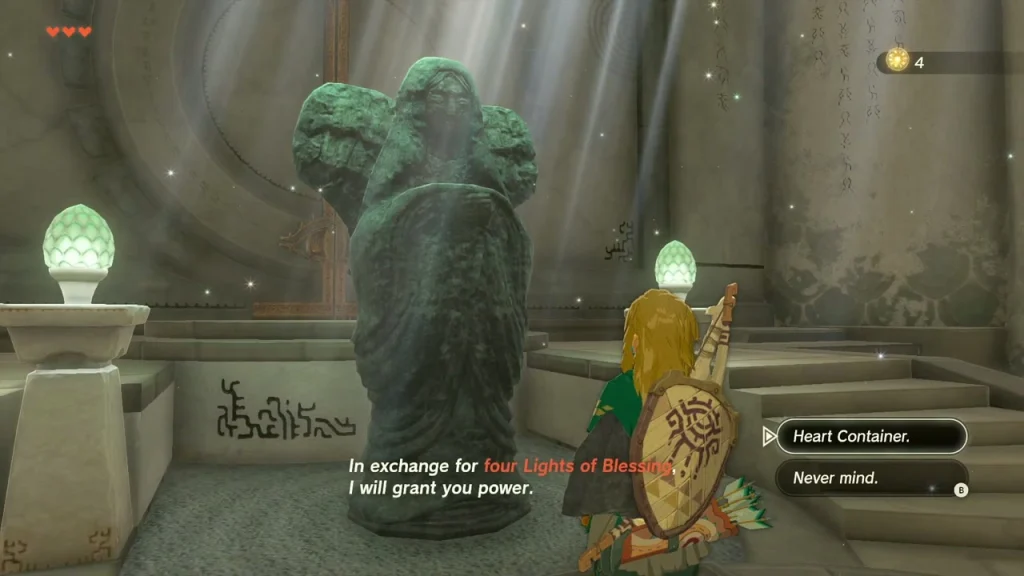 4
In exchange for four Lights of Blessing,
I will grant you power.
Heart Container.
Never mind.
B